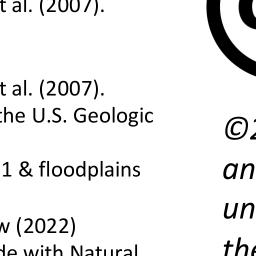 t al. (2007).
t al. (2007).
the U.S. Geologic
1 & floodplains
w (2022)
de with Natural
©2
an
un
the